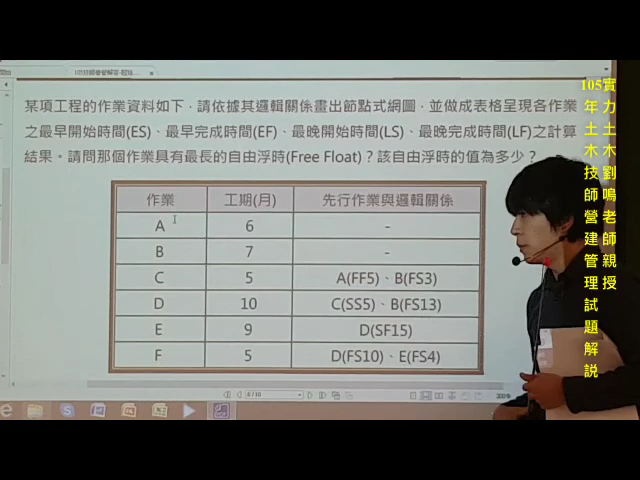 某項工程的作業資料如下，請依據其邏輯關係畫出節點式網圖，並做成表格呈現各作業
之最早開始時間(ES)、最早完成時間(EF)、最晚開始時間(LS)、最晚完成時間(LF)之計算
結果。請問那個作業具有最長的自由浮時(Free Float)？該自由浮時的值為多少？
作業 工期(月) 先行作業與邏輯關係
A 6 -
B 7 -
C 5 A(FF5)、B(FS3)
D 10 C(SS5)、B(FS13)
E 9 D(SF15)
F 5 D(FS10)、E(FS4)
實力土木劉鳴老師親授
105年土木技師營建管理試題解說